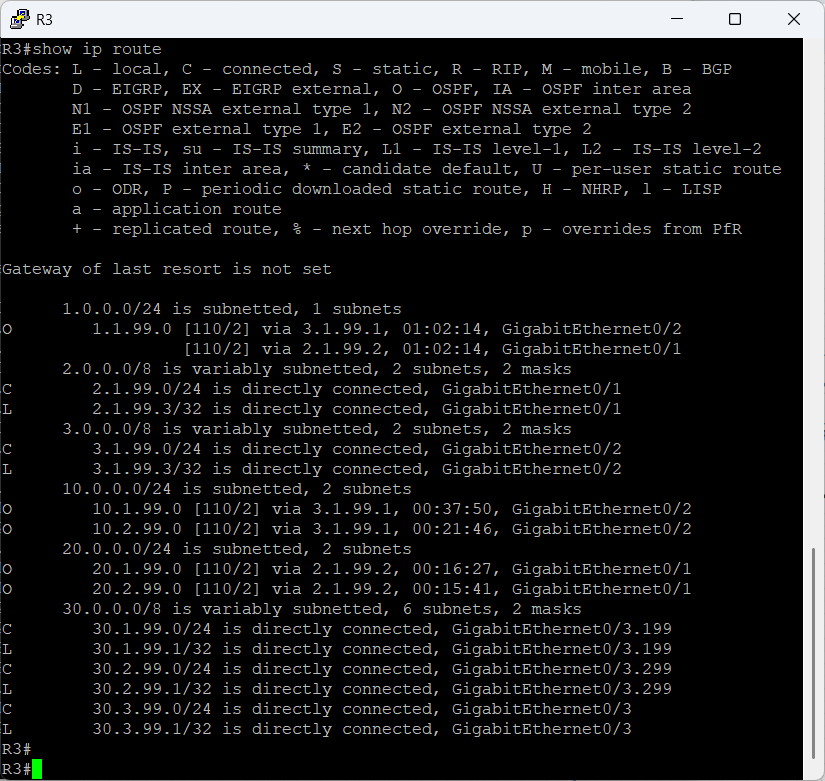 R3
R3#show ip route
Codes: L - local, C - connected, S - static, R - RIP, M - mobile, B - BGP
D - EIGRP, EX - EIGRP external, O - OSPF, IA - OSPF inter area
N1 - OSPF NSSA external type 1, N2 - OSPF NSSA external type 2
E1 - OSPF external type 1, E2 - OSPF external type 2
i - IS-IS, su - IS-IS summary, L1 - IS-IS level-1, L2 - IS-IS level-2
ia - IS-IS inter area, * - candidate default, U - per-user static route
o - ODR, P - periodic downloaded static route, H - NHRP, l - LISP
a - application route
+ - replicated route, % - next hop override, p - overrides from PfR
Gateway of last resort is not set
1.0.0.0/24 is subnetted, 1 subnets
O 1.1.99.0 [110/2] via 3.1.99.1, 01:02:14, GigabitEthernet0/2
[110/2] via 2.1.99.2, 01:02:14, GigabitEthernet0/1
2.0.0.0/8 is variably subnetted, 2 subnets, 2 masks
C 2.1.99.0/24 is directly connected, GigabitEthernet0/1
L 2.1.99.3/32 is directly connected, GigabitEthernet0/1
3.0.0.0/8 is variably subnetted, 2 subnets, 2 masks
C 3.1.99.0/24 is directly connected, GigabitEthernet0/2
L 3.1.99.3/32 is directly connected, GigabitEthernet0/2
10.0.0.0/24 is subnetted, 2 subnets
O 10.1.99.0 [110/2] via 3.1.99.1, 00:37:50, GigabitEthernet0/2
O 10.2.99.0 [110/2] via 3.1.99.1, 00:21:46, GigabitEthernet0/2
20.0.0.0/24 is subnetted, 2 subnets
O 20.1.99.0 [110/2] via 2.1.99.2, 00:16:27, GigabitEthernet0/1
O 20.2.99.0 [110/2] via 2.1.99.2, 00:15:41, GigabitEthernet0/1
30.0.0.0/8 is variably subnetted, 6 subnets, 2 masks
C 30.1.99.0/24 is directly connected, GigabitEthernet0/3.199
L 30.1.99.1/32 is directly connected, GigabitEthernet0/3.199
C 30.2.99.0/24 is directly connected, GigabitEthernet0/3.299
L 30.2.99.1/32 is directly connected, GigabitEthernet0/3.299
C 30.3.99.0/24 is directly connected, GigabitEthernet0/3
L 30.3.99.1/32 is directly connected, GigabitEthernet0/3
R3#
R3#